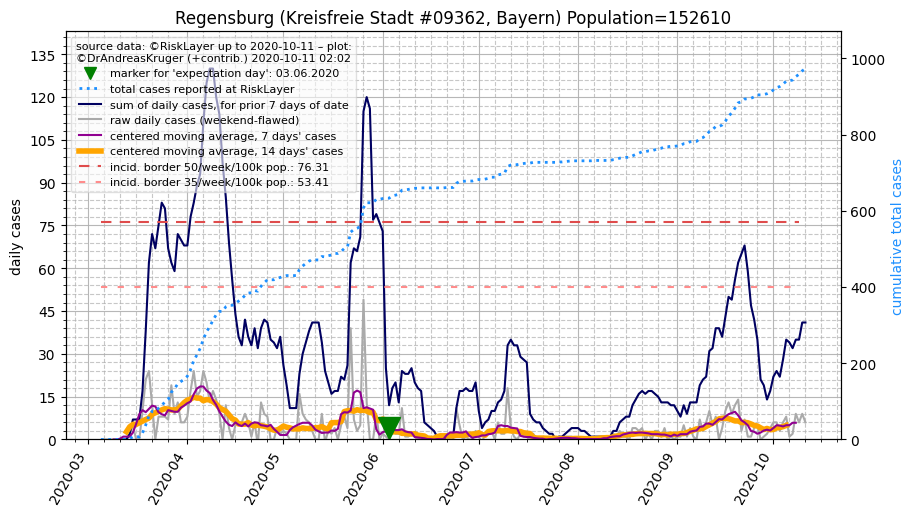 Regensburg (Kreisfreie Stadt #09362, Bayern) Population=152610
source data: ©RiskLayer up to 2020-10-11 – plot:
©DrAndreasKruger (+contrib.) 2020-10-11 02:02
marker for 'expectation day': 03.06.2020
total cases reported at RiskLayer
sum of daily cases, for prior 7 days of date
raw daily cases (weekend-flawed)
centered moving average, 7 days' cases
centered moving average, 14 days' cases
incid. border 50/week/100k pop.: 76.31
incid. border 35/week/100k pop.: 53.41
daily cases
135
120
105
90
75
60
45
30
15
0
cumulative total cases
1000
800
600
400
200
0
2020-03
2020-04
2020-05
2020-06
2020-07
2020-08
2020-09
2020-10